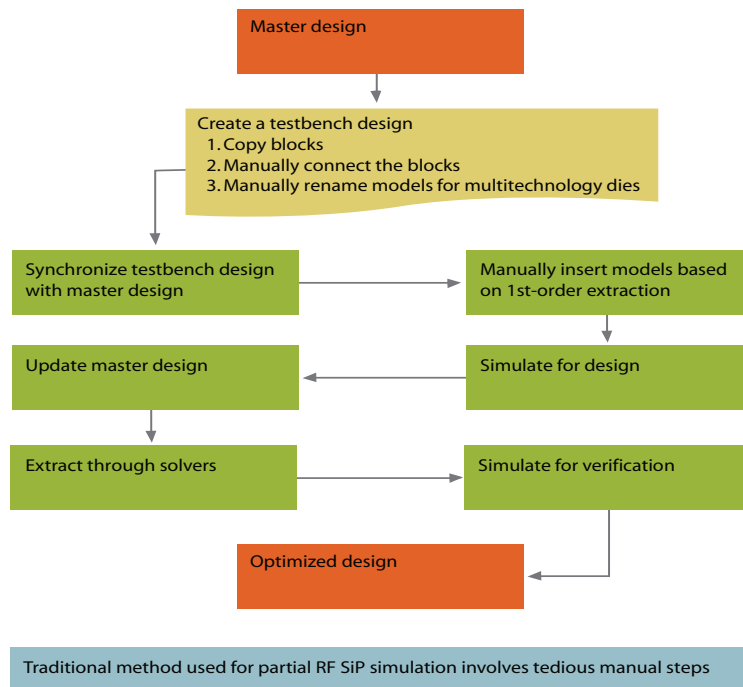 Master design
Create a testbench design
1. Copy blocks
2. Manually connect the blocks
3. Manually rename models for multitechnology dies
Synchronize testbench design
with master design
Manually insert models based
on 1st-order extraction
Update master design
Simulate for design
Extract through solvers
Simulate for verification
Optimized design
Traditional method used for partial RF SiP simulation involves tedious manual steps